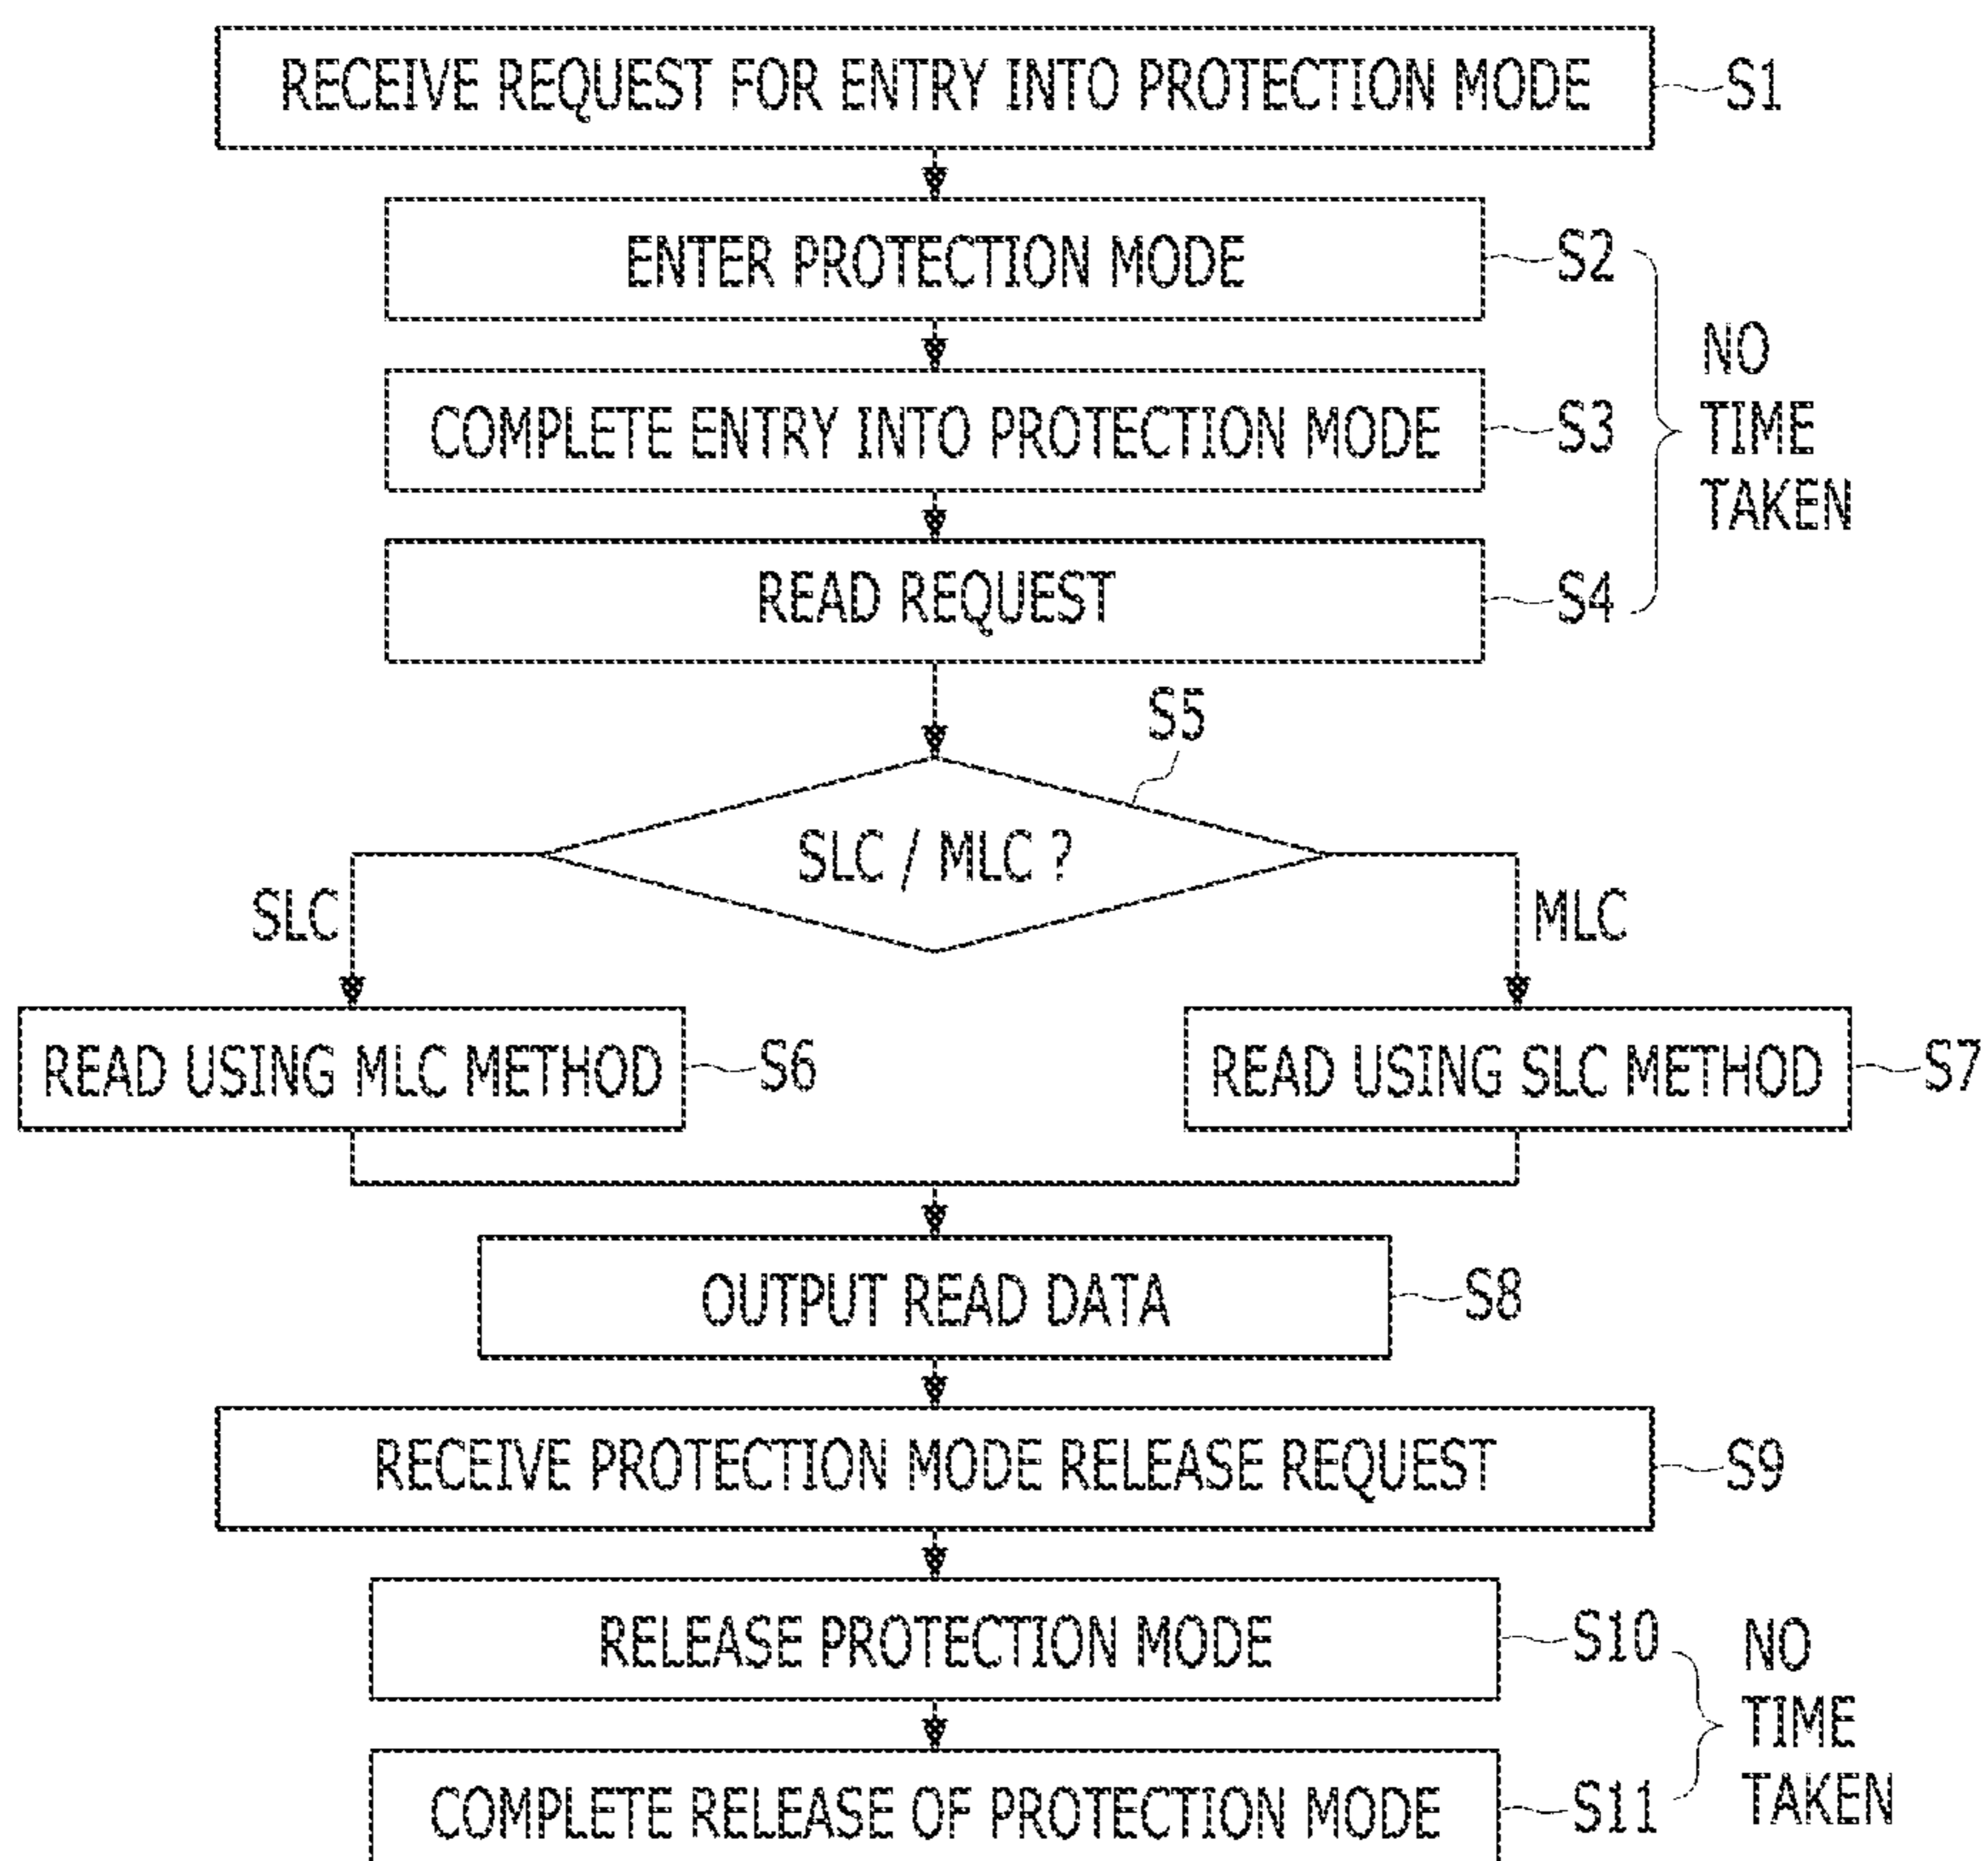 RECEIVE REQUEST FOR ENTRY INTO PROTECTION MODE
S1
ENTER PROTECTION MODE
S2
COMPLETE ENTRY INTO PROTECTION MODE
S3
NO
TIME
TAKEN
READ REQUEST
S4
S5
SLC / MLC ?
SLC
MLC
READ USING MLC METHOD
S6
READ USING SLC METHOD
S7
OUTPUT READ DATA
S8
RECEIVE PROTECTION MODE RELEASE REQUEST
S9
RELEASE PROTECTION MODE
S10
NO
TIME
TAKEN
COMPLETE RELEASE OF PROTECTION MODE
S11